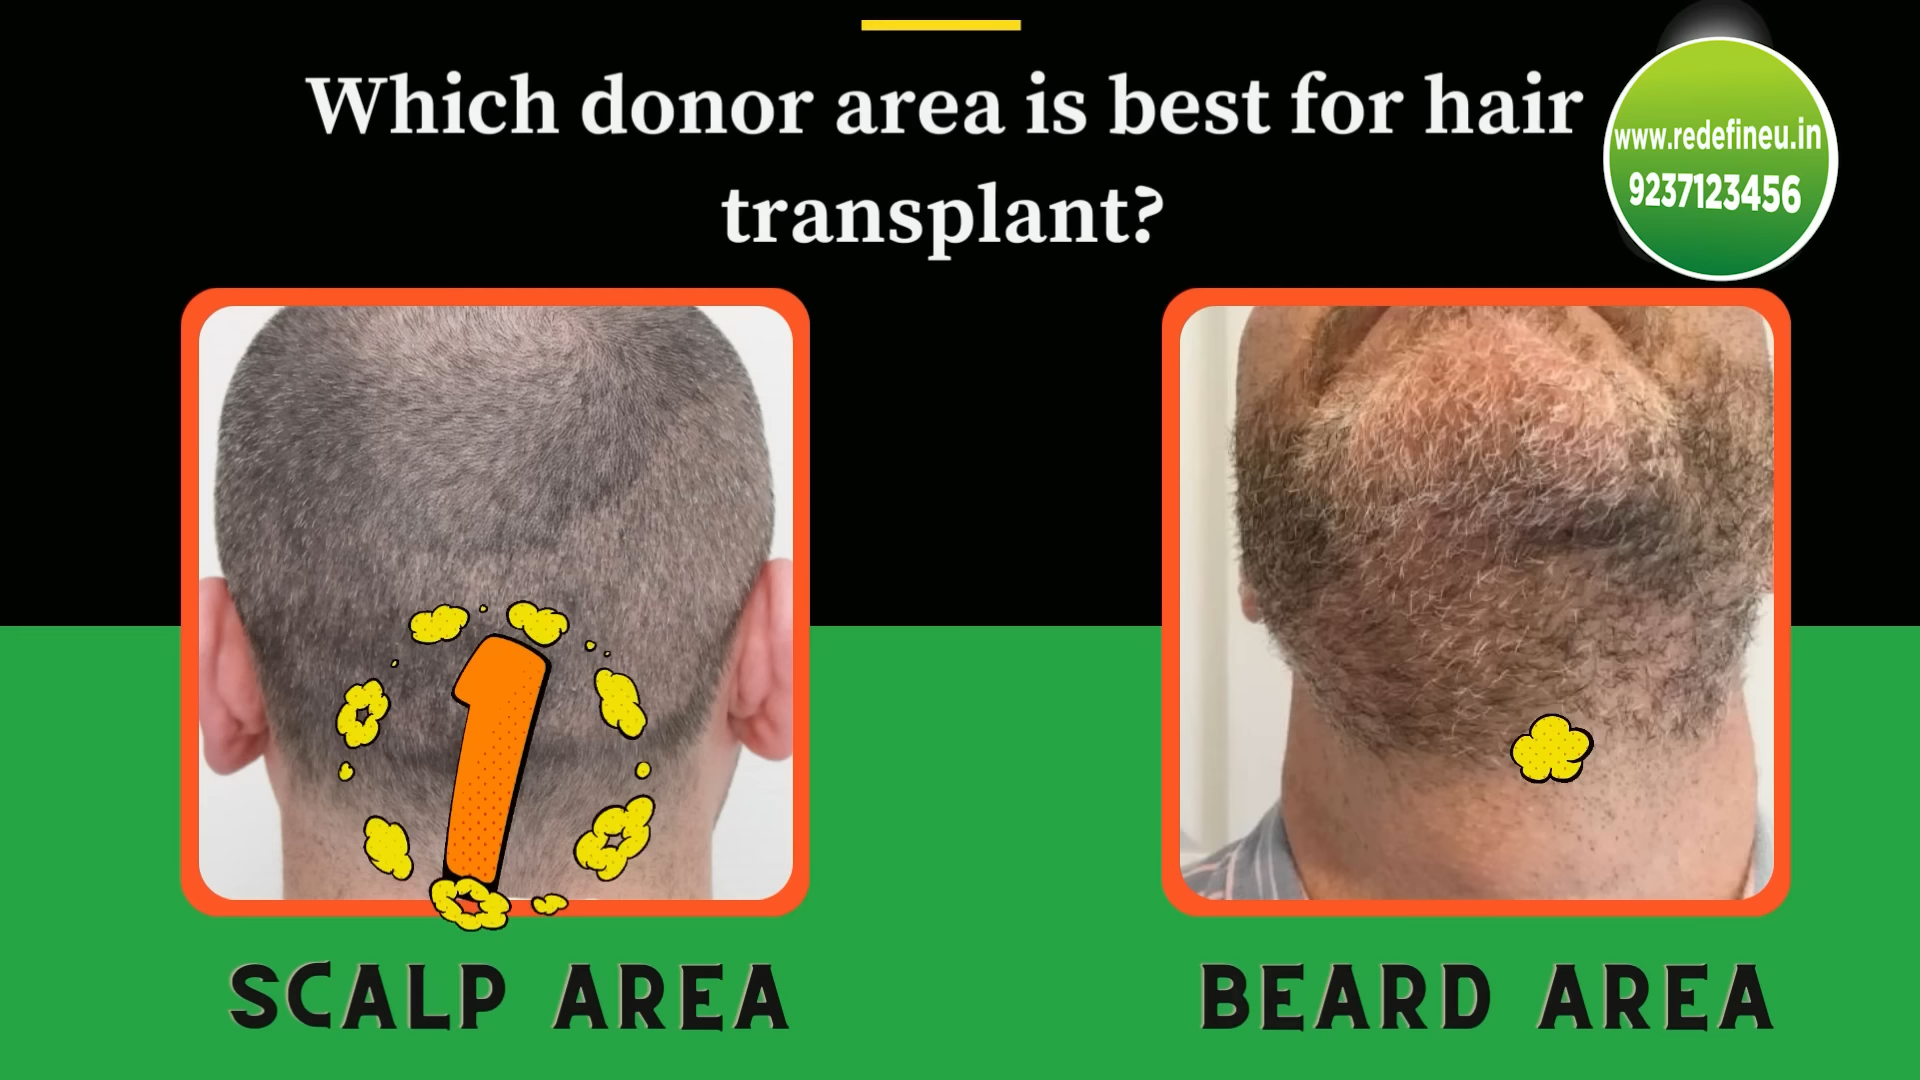 Which donor area is best for hair
transplant?
www.redefineu.in
9237123456
1
SCALP AREA
BEARD AREA